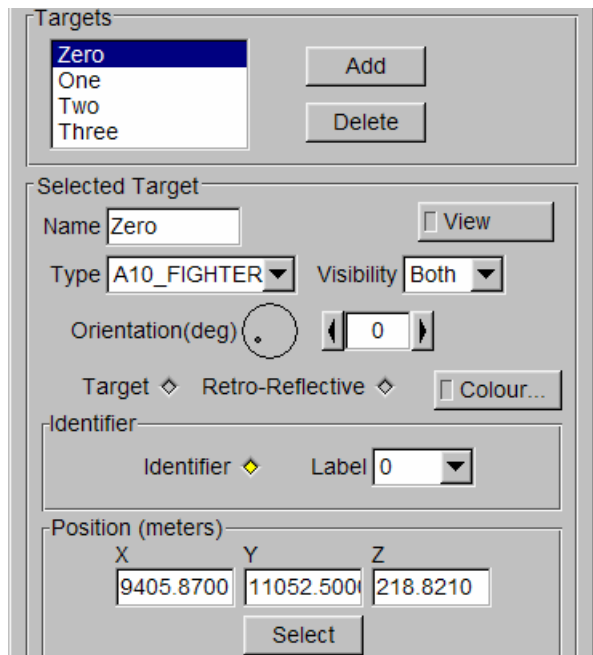 Targets
Zero
One
Two
Three
Add
Delete
Selected Target
Name Zero
View
Type A10_FIGHTER Visibility Both
Orientation(deg) 0
Target Retro-Reflective Colour...
Identifier
Identifier Label 0
Position (meters)
X Y Z
9405.8700 11052.500 218.8210
Select